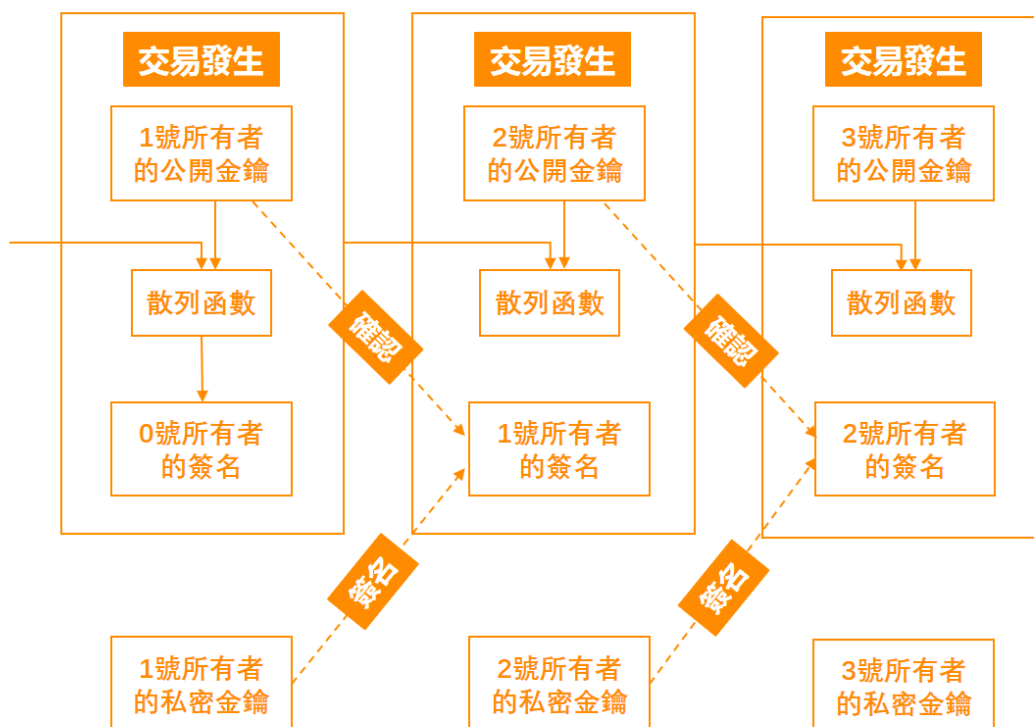 交易發生
1號所有者
的公開金鑰
散列函數
0號所有者
的簽名
確認
簽名
1號所有者
的私密金鑰
交易發生
2號所有者
的公開金鑰
散列函數
1號所有者
的簽名
確認
簽名
2號所有者
的私密金鑰
交易發生
3號所有者
的公開金鑰
散列函數
2號所有者
的簽名
3號所有者
的私密金鑰